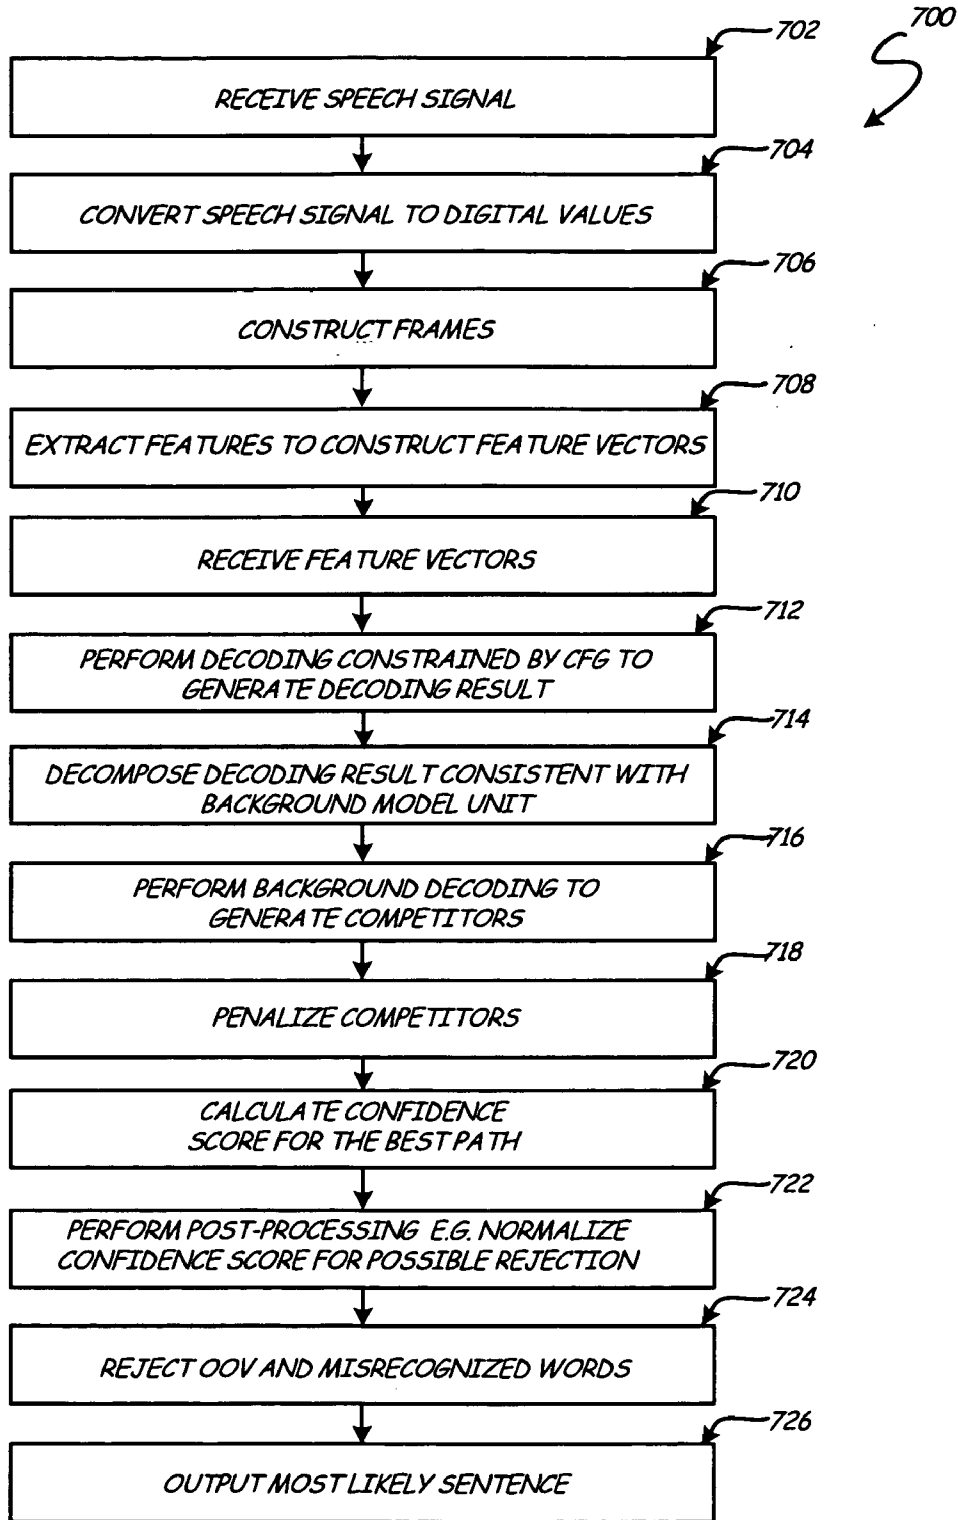 700
702
RECEIVE SPEECH SIGNAL
704
CONVERT SPEECH SIGNAL TO DIGITAL VALUES
706
CONSTRUCT FRAMES
708
EXTRACT FEATURES TO CONSTRUCT FEATURE VECTORS
710
RECEIVE FEATURE VECTORS
712
PERFORM DECODING CONSTRAINED BY CFG TO
GENERATE DECODING RESULT
714
DECOMPOSE DECODING RESULT CONSISTENT WITH
BACKGROUND MODEL UNIT
716
PERFORM BACKGROUND DECODING TO
GENERATE COMPETITORS
718
PENALIZE COMPETITORS
720
CALCULATE CONFIDENCE
SCORE FOR THE BEST PATH
722
PERFORM POST-PROCESSING E.G. NORMALIZE
CONFIDENCE SCORE FOR POSSIBLE REJECTION
724
REJECT OOV AND MISRECOGNIZED WORDS
726
OUTPUT MOST LIKELY SENTENCE